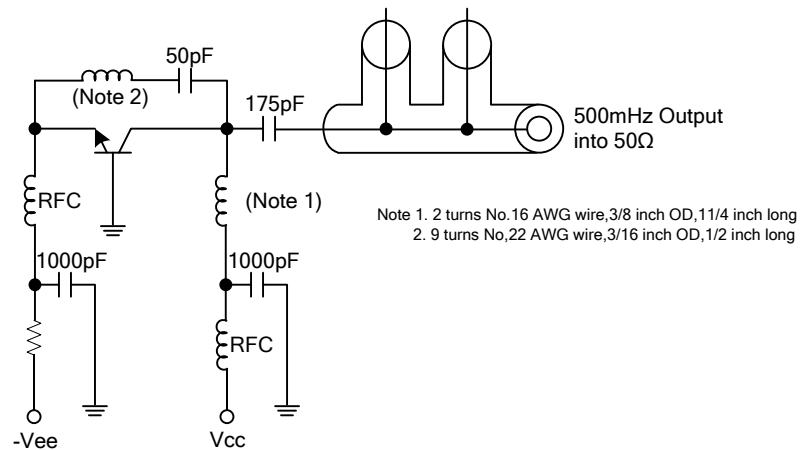 50pF
(Note 2)
175pF
500mHz Output
into 50Ω
RFC
(Note 1)
Note 1. 2 turns No.16 AWG wire,3/8 inch OD,11/4 inch long
2. 9 turns No,22 AWG wire,3/16 inch OD,1/2 inch long
1000pF
1000pF
RFC
-Vee
Vcc